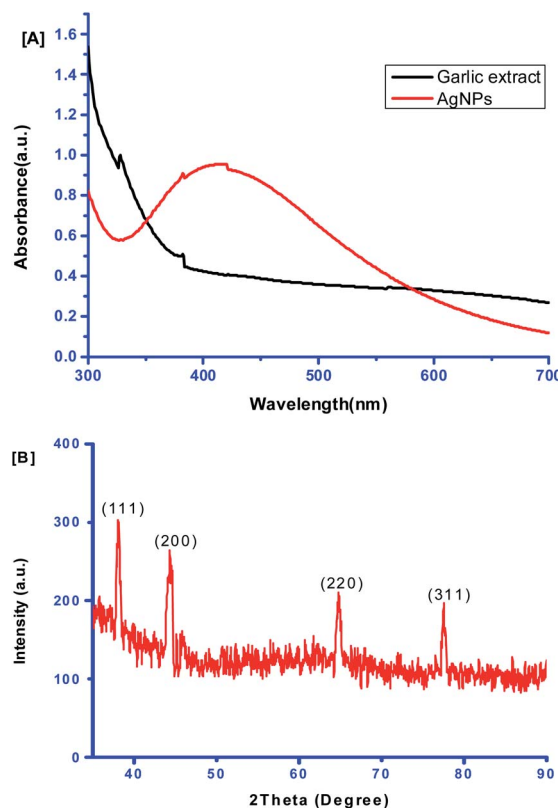 [A]
1.6
1.4
1.2
1.0
0.8
0.6
0.4
0.2
0.0
Absorbance(a.u.)
Garlic extract
AgNPs
300 400 500 600 700
Wavelength(nm)
[B]
400
300
200
100
0
Intensity (a.u.)
(111)
(200)
(220)
(311)
40 50 60 70 80 90
2Theta (Degree)